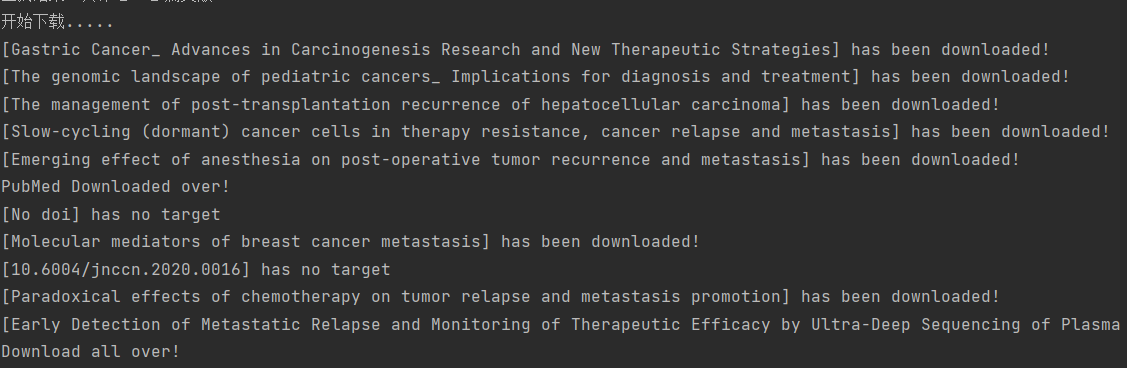 开始下载.....
[Gastric Cancer_ Advances in Carcinogenesis Research and New Therapeutic Strategies] has been downloaded!
[The genomic landscape of pediatric cancers_ Implications for diagnosis and treatment] has been downloaded!
[The management of post-transplantation recurrence of hepatocellular carcinoma] has been downloaded!
[Slow-cycling (dormant) cancer cells in therapy resistance, cancer relapse and metastasis] has been downloaded!
[Emerging effect of anesthesia on post-operative tumor recurrence and metastasis] has been downloaded!
PubMed Downloaded over!
[No doi] has no target
[Molecular mediators of breast cancer metastasis] has been downloaded!
[10.6004/jnccn.2020.0016] has no target
[Paradoxical effects of chemotherapy on tumor relapse and metastasis promotion] has been downloaded!
[Early Detection of Metastatic Relapse and Monitoring of Therapeutic Efficacy by Ultra-Deep Sequencing of Plasma
Download all over!